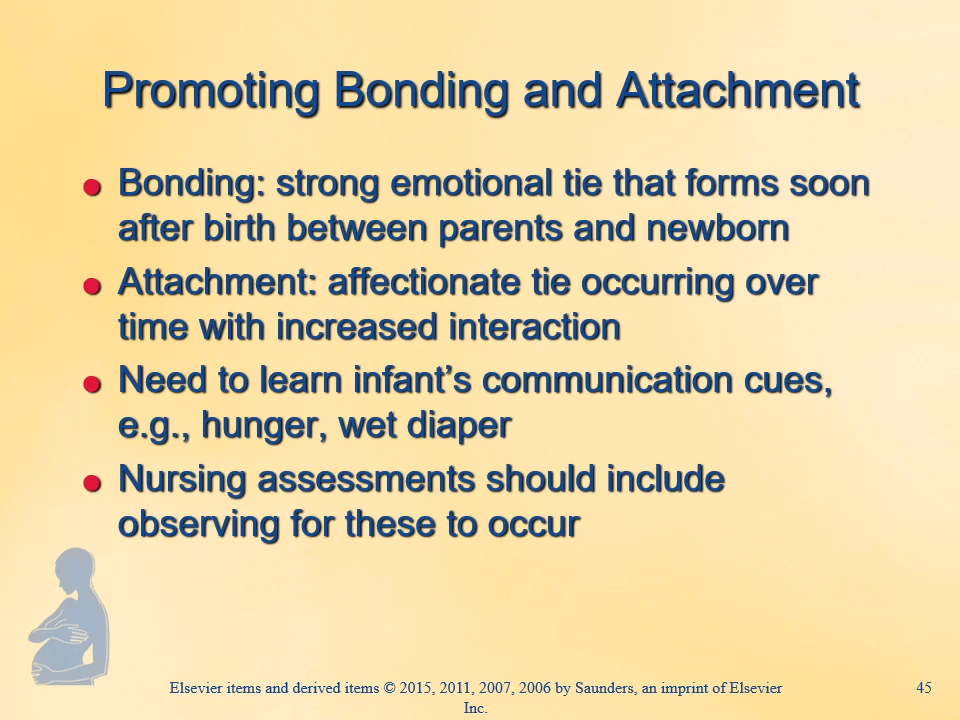 Promoting Bonding and Attachment
Bonding: strong emotional tie that forms soon
after birth between parents and newborn
Attachment: affectionate tie occurring over
time with increased interaction
Need to learn infant’s communication cues,
e.g., hunger, wet diaper
Nursing assessments should include
observing for these to occur
Elsevier items and derived items © 2015, 2011, 2007, 2006 by Saunders, an imprint of Elsevier
Inc.
45